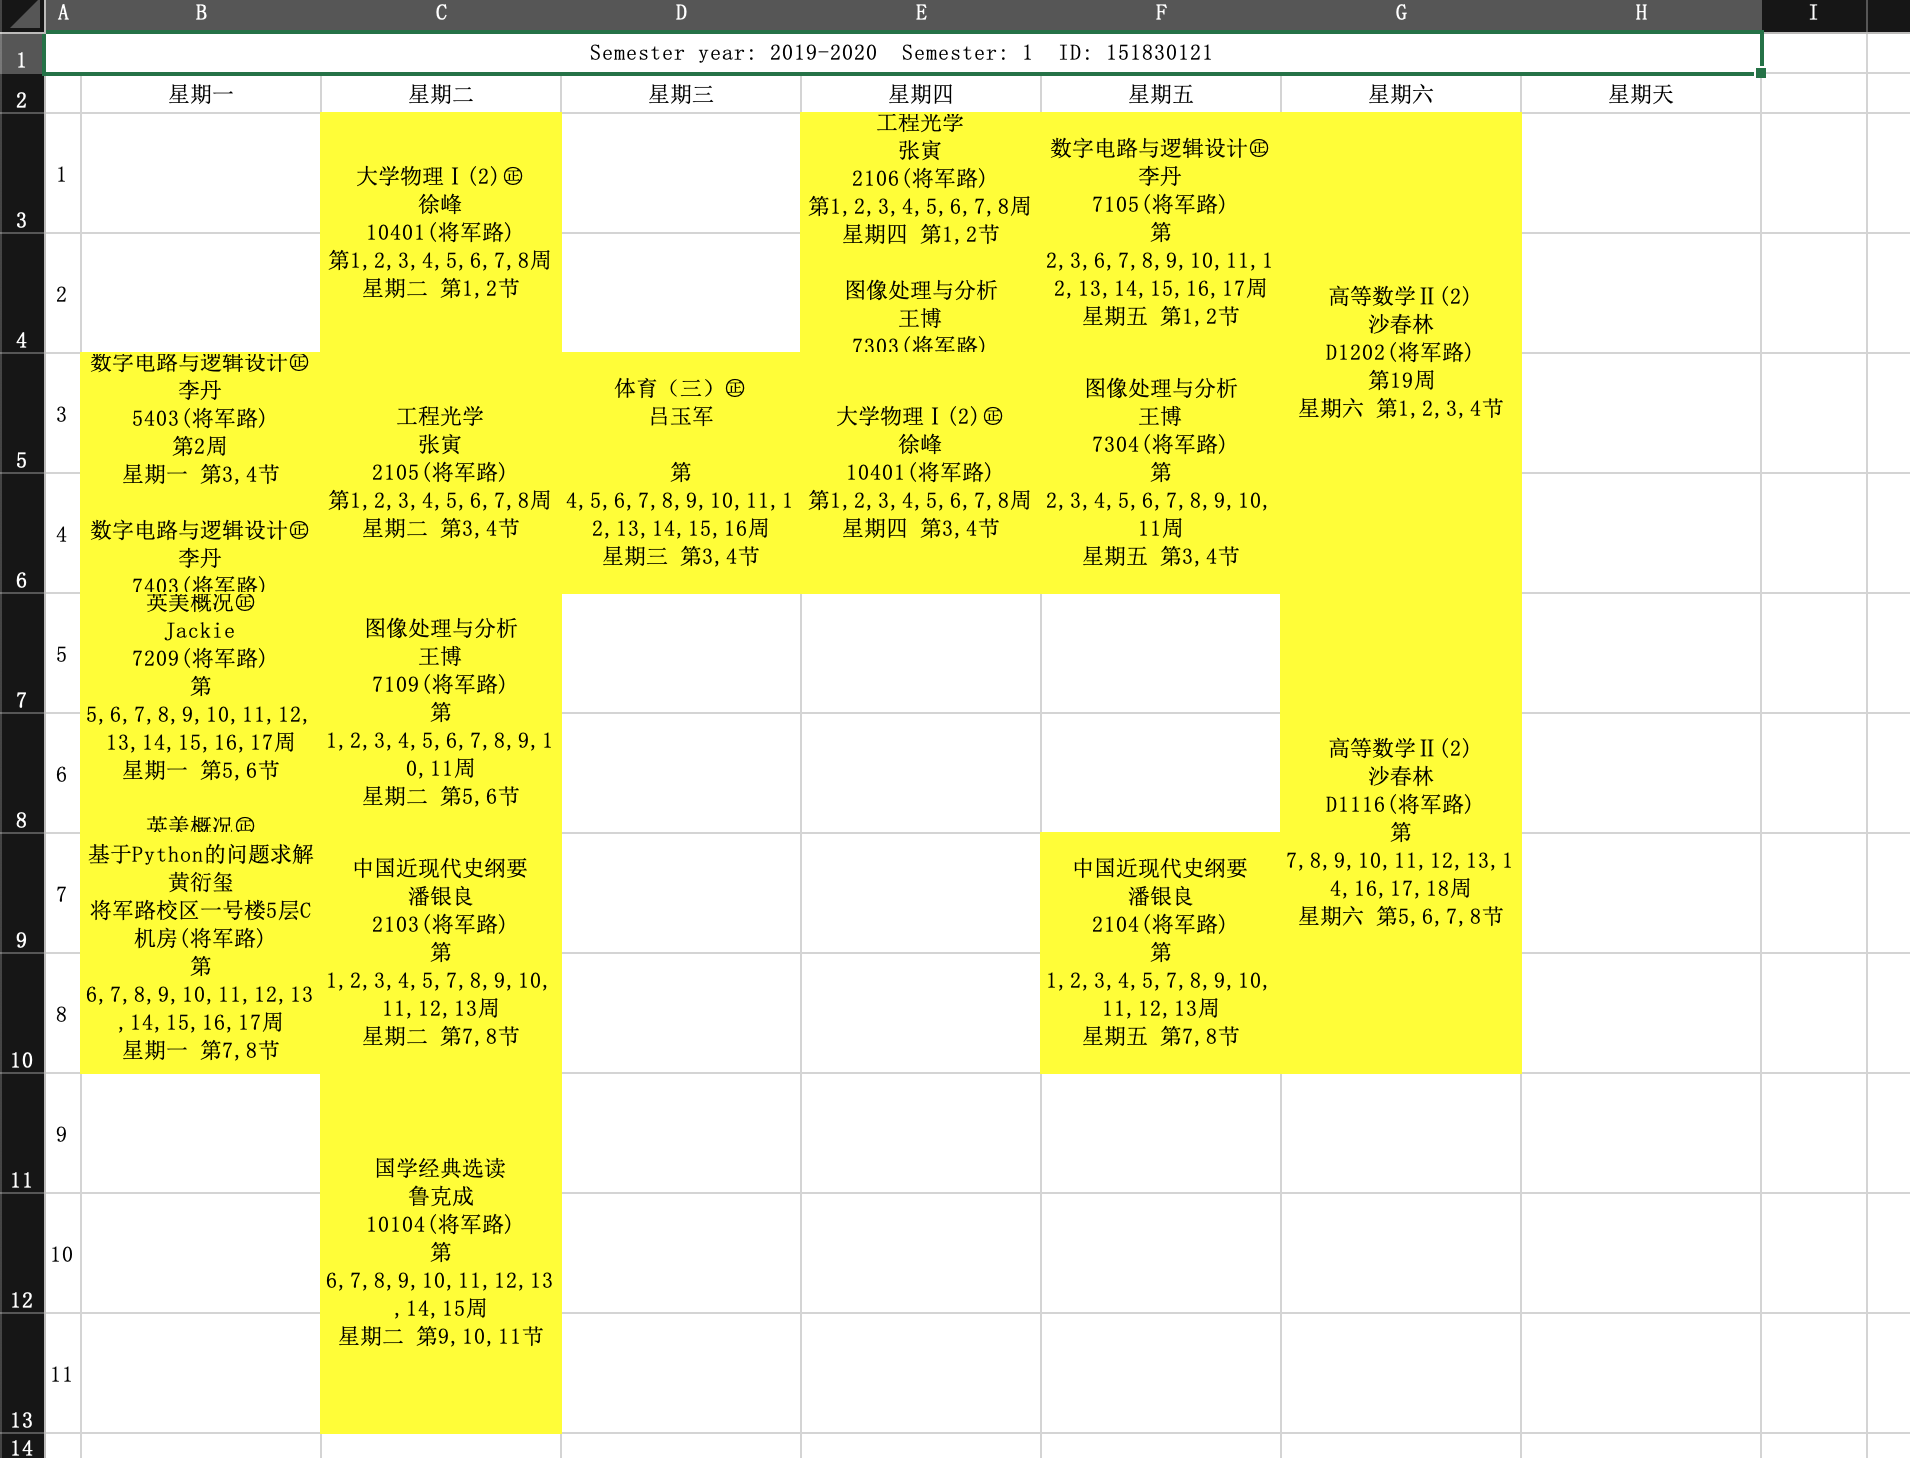 A B C D E F G H I
1 Semester year: 2019-2020  Semester: 1  ID: 151830121
2 星期一 星期二 星期三 星期四 星期五 星期六 星期天
1
3
2
4
3
5
4
6
5
7
6
8
7
9
8
10
9
11
10
12
11
13
14
数字电路与逻辑设计㊣
李丹
5403(将军路)
第2周
星期一 第3,4节
数字电路与逻辑设计㊣
李丹
7403(将军路)
英美概况㊣
Jackie
7209(将军路)
第
5,6,7,8,9,10,11,12,
13,14,15,16,17周
星期一 第5,6节
英美概况㊣
基于Python的问题求解
黄衍玺
将军路校区一号楼5层C
机房(将军路)
第
6,7,8,9,10,11,12,13
,14,15,16,17周
星期一 第7,8节
大学物理Ⅰ(2)㊣
徐峰
10401(将军路)
第1,2,3,4,5,6,7,8周
星期二 第1,2节
工程光学
张寅
2105(将军路)
第1,2,3,4,5,6,7,8周
星期二 第3,4节
图像处理与分析
王博
7109(将军路)
第
1,2,3,4,5,6,7,8,9,1
0,11周
星期二 第5,6节
中国近现代史纲要
潘银良
2103(将军路)
第
1,2,3,4,5,7,8,9,10,
11,12,13周
星期二 第7,8节
国学经典选读
鲁克成
10104(将军路)
第
6,7,8,9,10,11,12,13
,14,15周
星期二 第9,10,11节
体育（三）㊣
吕玉军
第
4,5,6,7,8,9,10,11,1
2,13,14,15,16周
星期三 第3,4节
工程光学
张寅
2106(将军路)
第1,2,3,4,5,6,7,8周
星期四 第1,2节
图像处理与分析
王博
7303(将军路)
大学物理Ⅰ(2)㊣
徐峰
10401(将军路)
第1,2,3,4,5,6,7,8周
星期四 第3,4节
数字电路与逻辑设计㊣
李丹
7105(将军路)
第
2,3,6,7,8,9,10,11,1
2,13,14,15,16,17周
星期五 第1,2节
图像处理与分析
王博
7304(将军路)
第
2,3,4,5,6,7,8,9,10,
11周
星期五 第3,4节
中国近现代史纲要
潘银良
2104(将军路)
第
1,2,3,4,5,7,8,9,10,
11,12,13周
星期五 第7,8节
高等数学Ⅱ(2)
沙春林
D1202(将军路)
第19周
星期六 第1,2,3,4节
高等数学Ⅱ(2)
沙春林
D1116(将军路)
第
7,8,9,10,11,12,13,1
4,16,17,18周
星期六 第5,6,7,8节